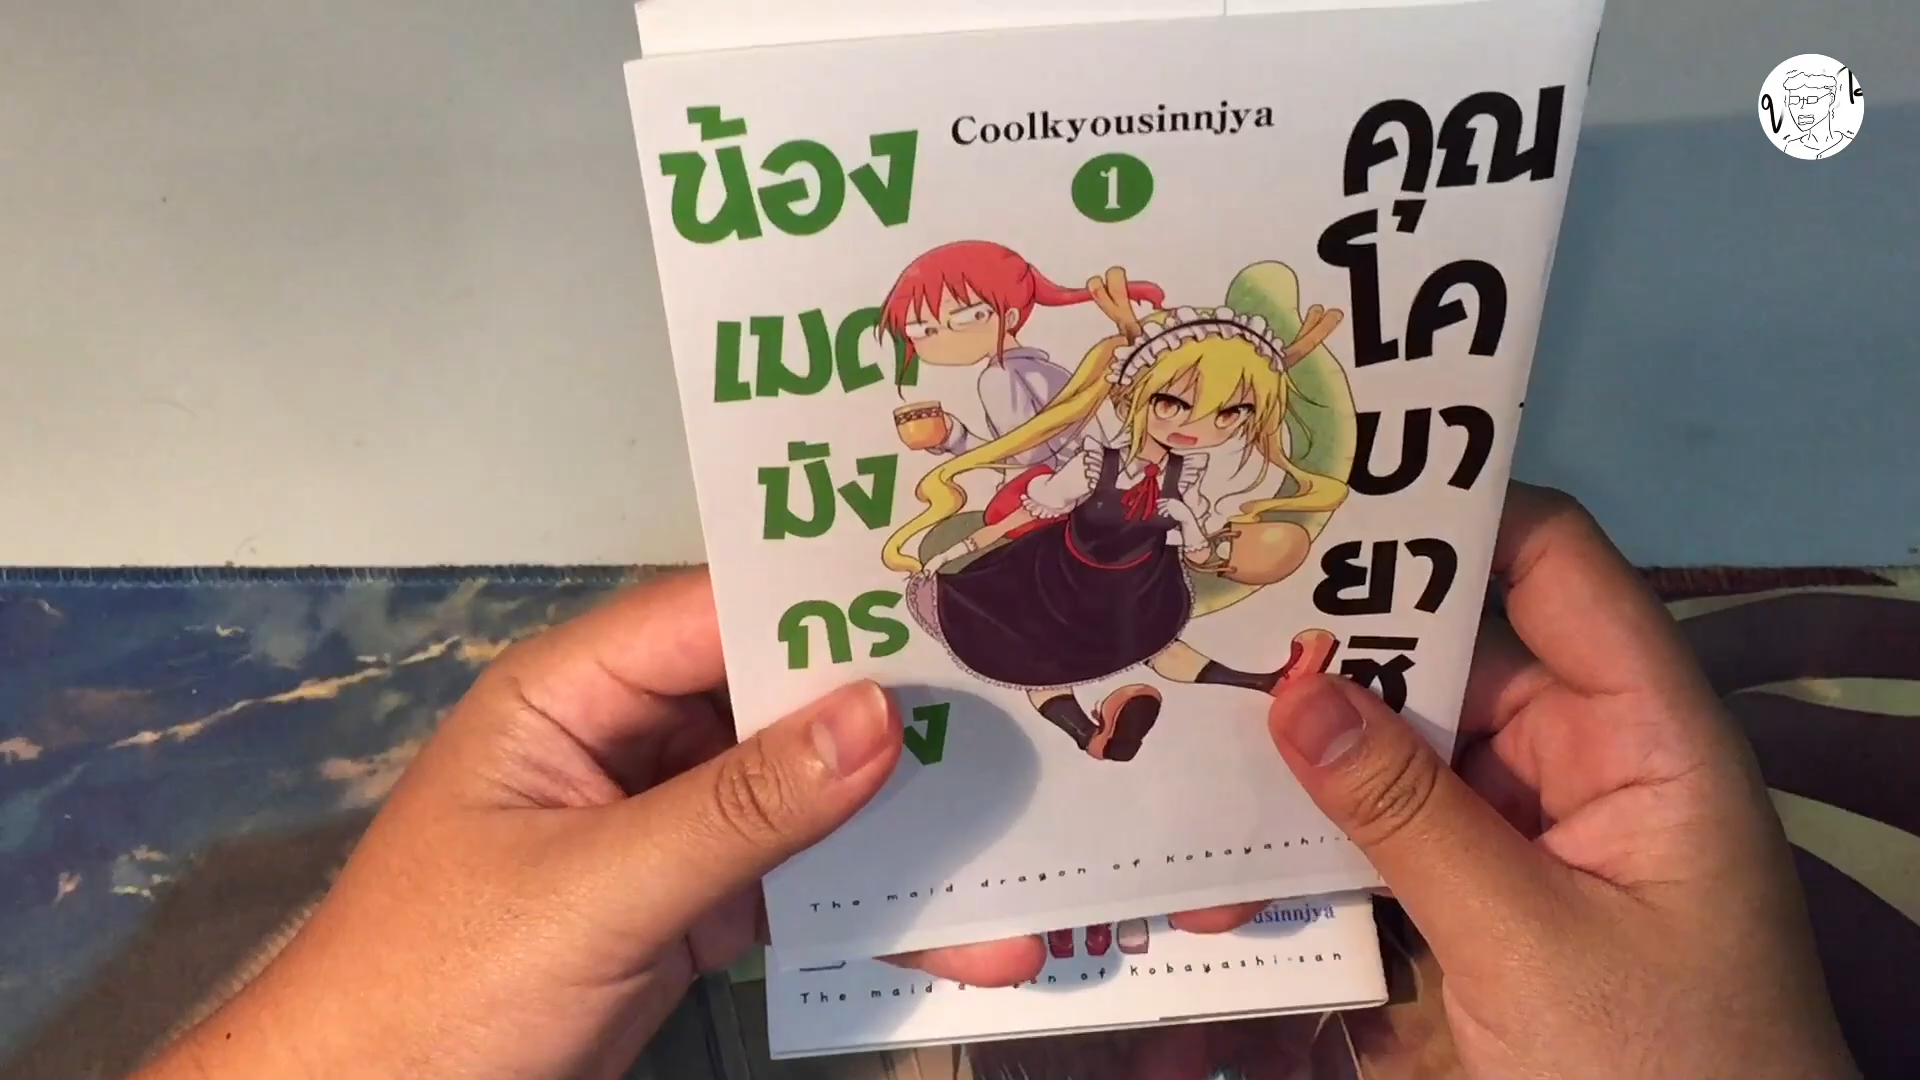 Coolkyousinnjya
1
คุณ
โค
บา
ยา
ชิ
น้อง
เมด
มัง
กร
The maid dragon of Kobayashi-
usinnjya
The maid of Kobayashi-san